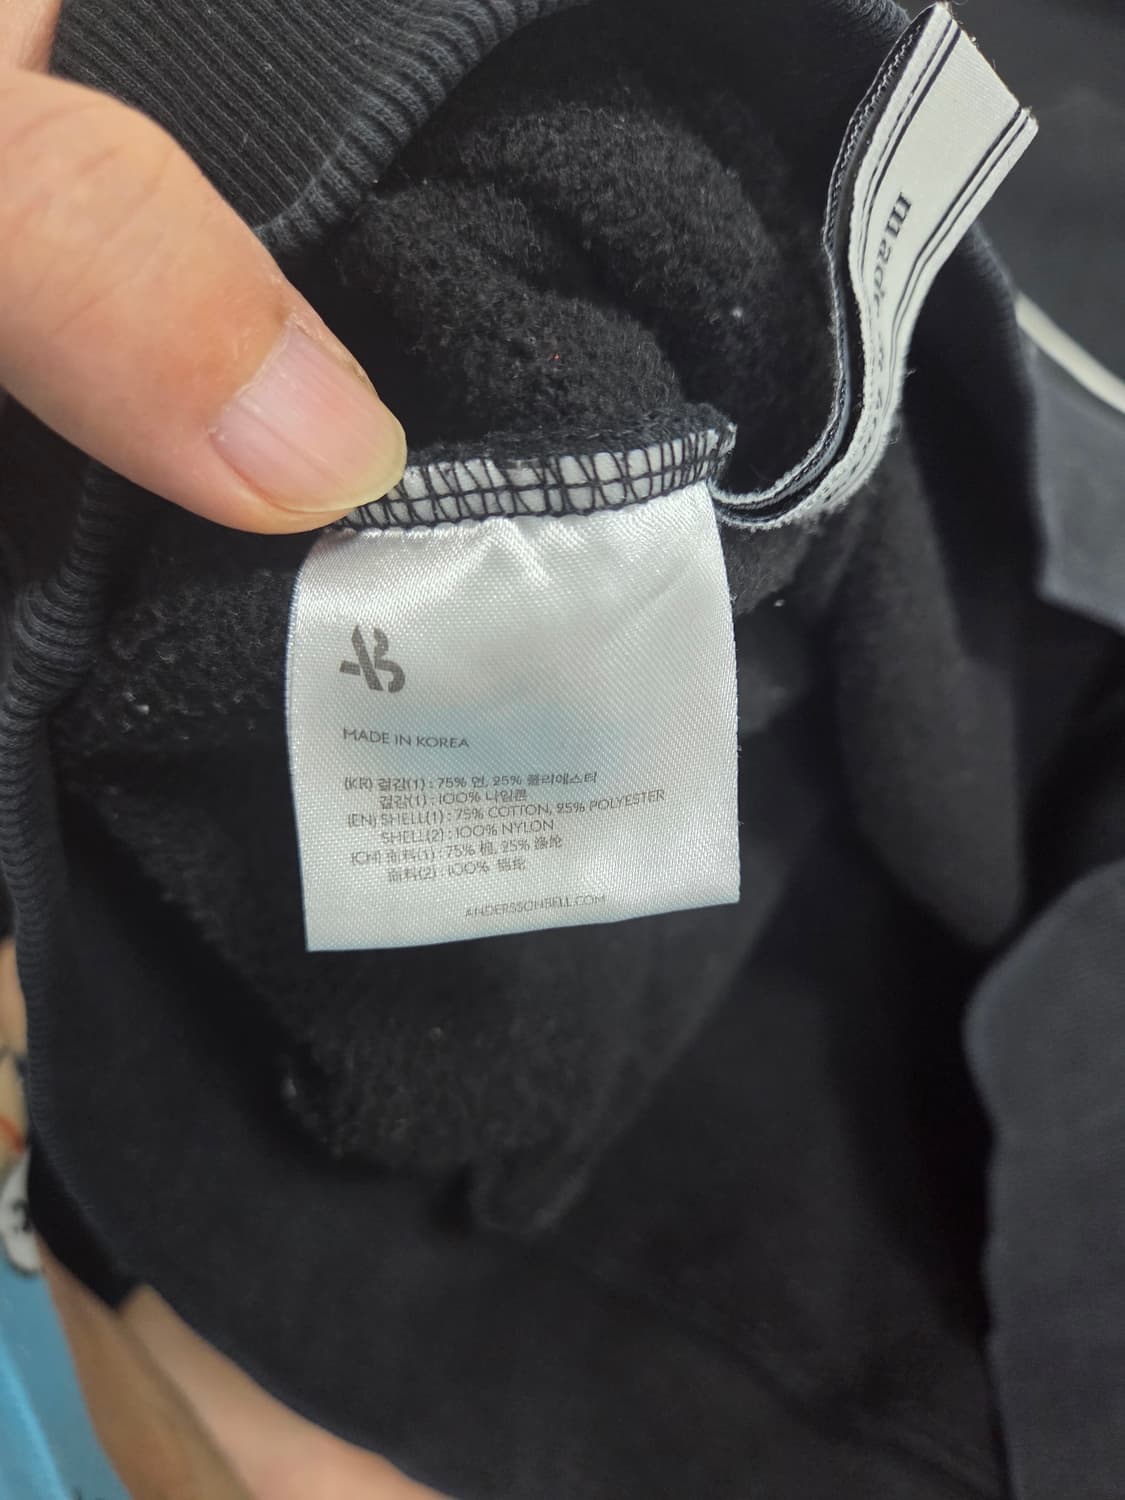 MADE IN KOREA
(KR) 겉감(1) : 75% 면, 25% 폴리에스터
겉감(1) : 100% 나일론
(EN) SHELL(1) : 75% COTTON, 25% POLYESTER
SHELL(2) : 100% NYLON
(CN) 面料(1) : 75% 棉, 25% 涤纶
面料(2) : 100% 锦纶
ANDERSSONBELL.COM
made